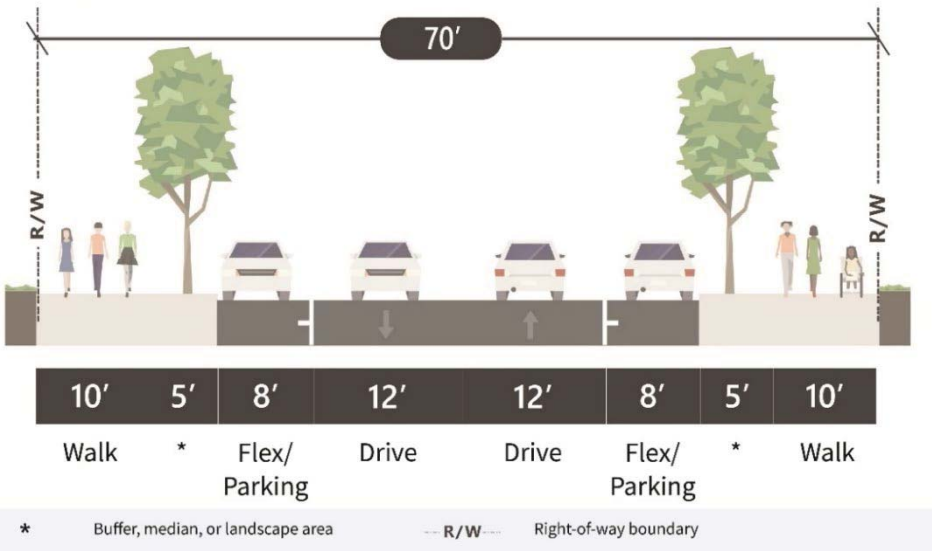 70′
R/W
R/W
10′ 5′ 8′ 12′ 12′ 8′ 5′ 10′
Walk * Flex/ Drive Drive Flex/ * Walk
Parking Parking
* Buffer, median, or landscape area R/W Right-of-way boundary